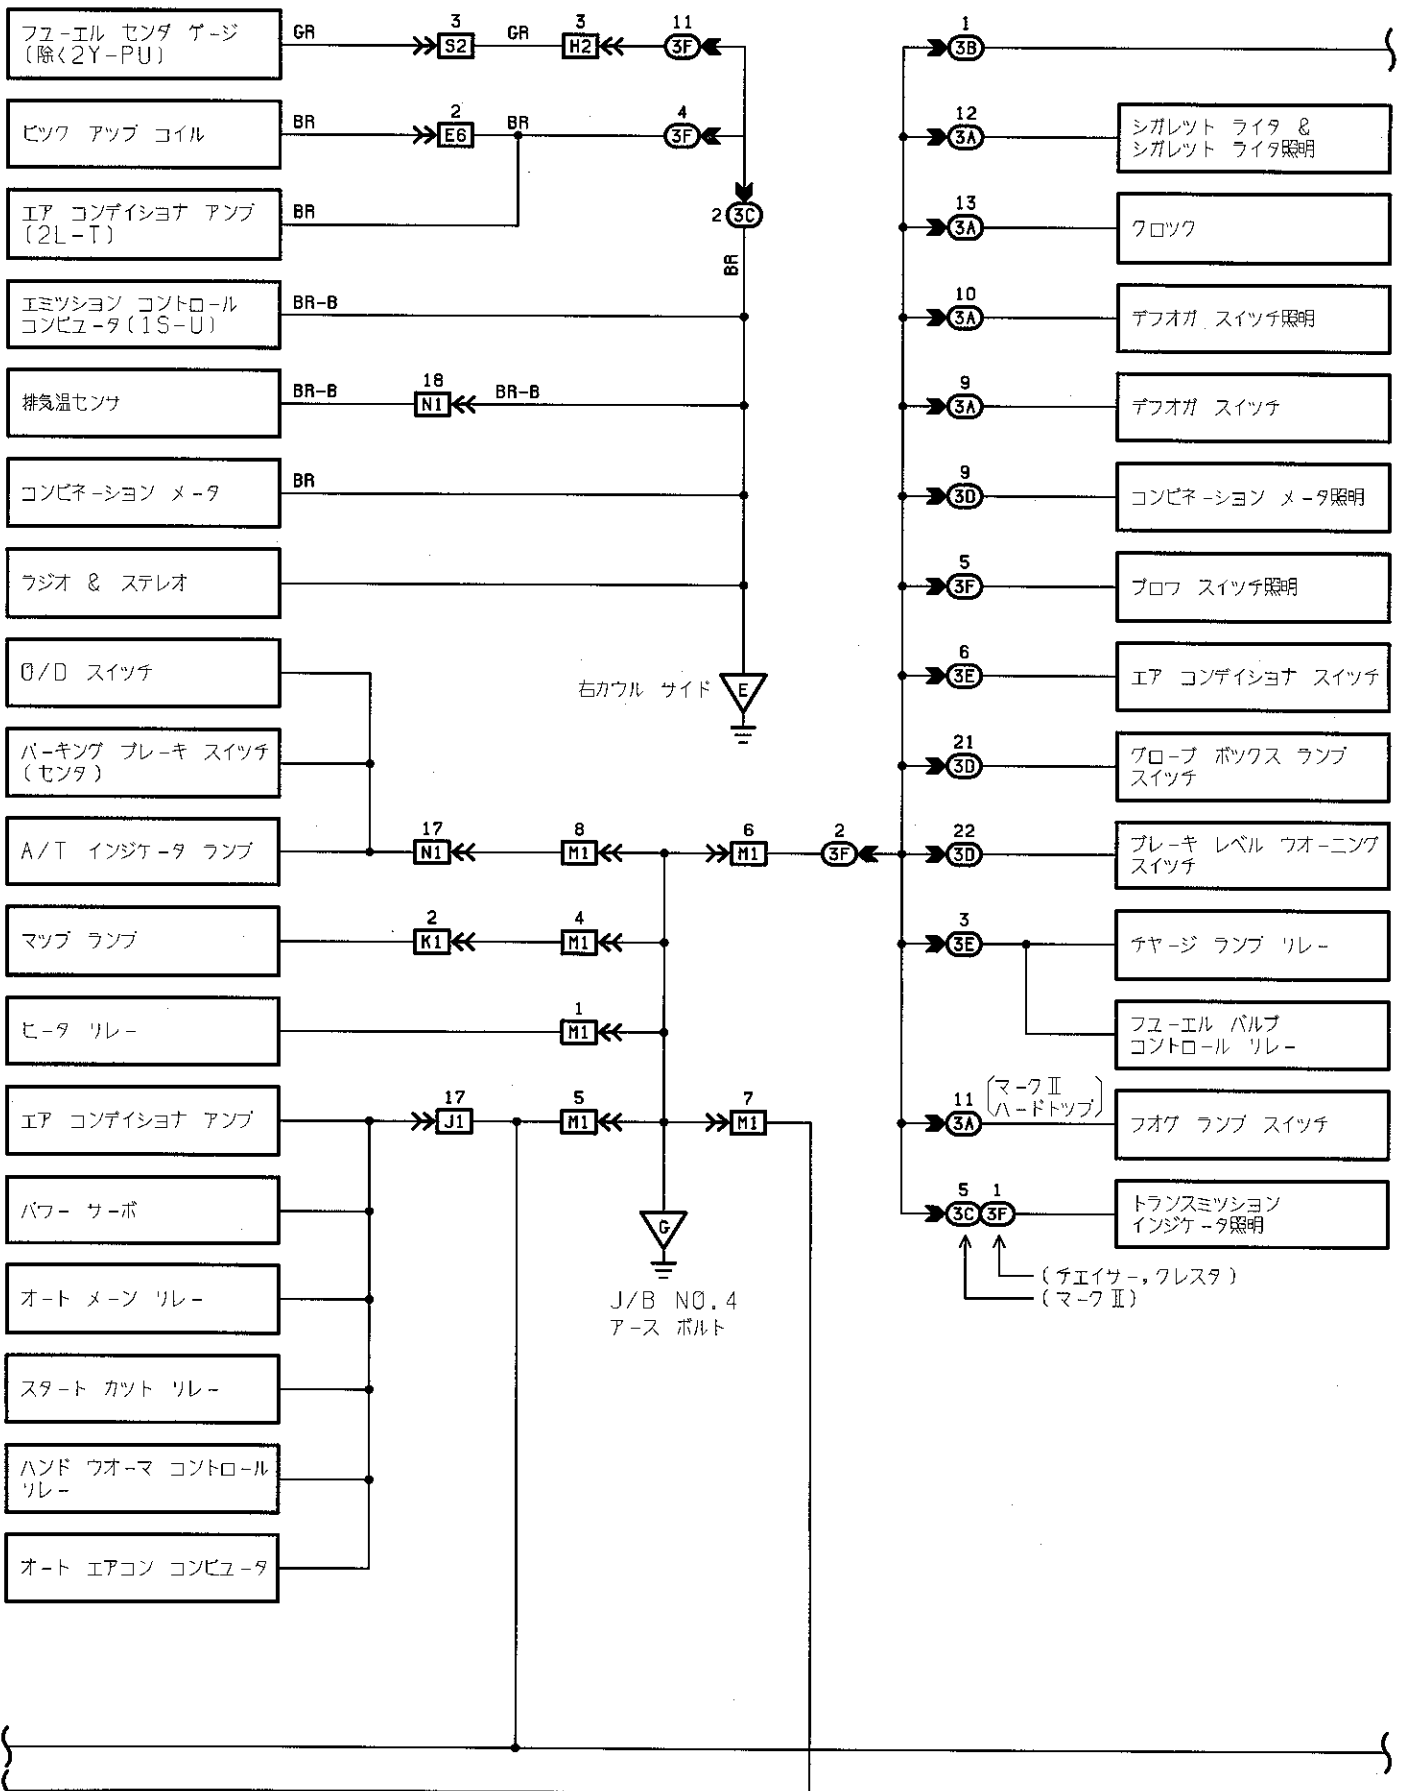 フューエル センダ ゲージ
(除く2Y-PU)
GR
3
S2
GR
3
H2
11
3F
ピック アップ コイル
BR
2
E6
BR
4
3F
エア コンディショナ アンプ
(2L-T)
BR
2
3C
BR
エミッション コントロール
コンピュータ(1S-U)
BR-B
排気温センサ
BR-B
18
N1
BR-B
コンビネーション メータ
BR
ラジオ & ステレオ
O/D スイッチ
右カウル サイド
E
パーキング ブレーキ スイッチ
(センタ)
A/T インジケータ ランプ
17
N1
8
M1
6
M1
2
3F
マップ ランプ
2
K1
4
M1
ヒータ リレー
1
M1
エア コンディショナ アンプ
17
J1
5
M1
7
M1
パワー サーボ
G
J/B NO.4
アース ボルト
オート メーン リレー
スタート カット リレー
ハンド ウオーマ コントロール
リレー
オート エアコン コンピュータ
1
3B
12
3A
シガレット ライタ &
シガレット ライタ照明
13
3A
クロック
10
3A
デフオガ スイッチ照明
9
3A
デフオガ スイッチ
9
3D
コンビネーション メータ照明
5
3F
ブロワ スイッチ照明
6
3E
エア コンディショナ スイッチ
21
3D
グローブ ボックス ランプ
スイッチ
22
3D
ブレーキ レベル ウオーニング
スイッチ
3
3E
チャージ ランプ リレー
フューエル バルブ
コントロール リレー
11
3A
(マークⅡ
ハードトップ)
フオグ ランプ スイッチ
5
3C
1
3F
トランスミッション
インジケータ照明
(チェイサー,クレスタ)
(マークⅡ)